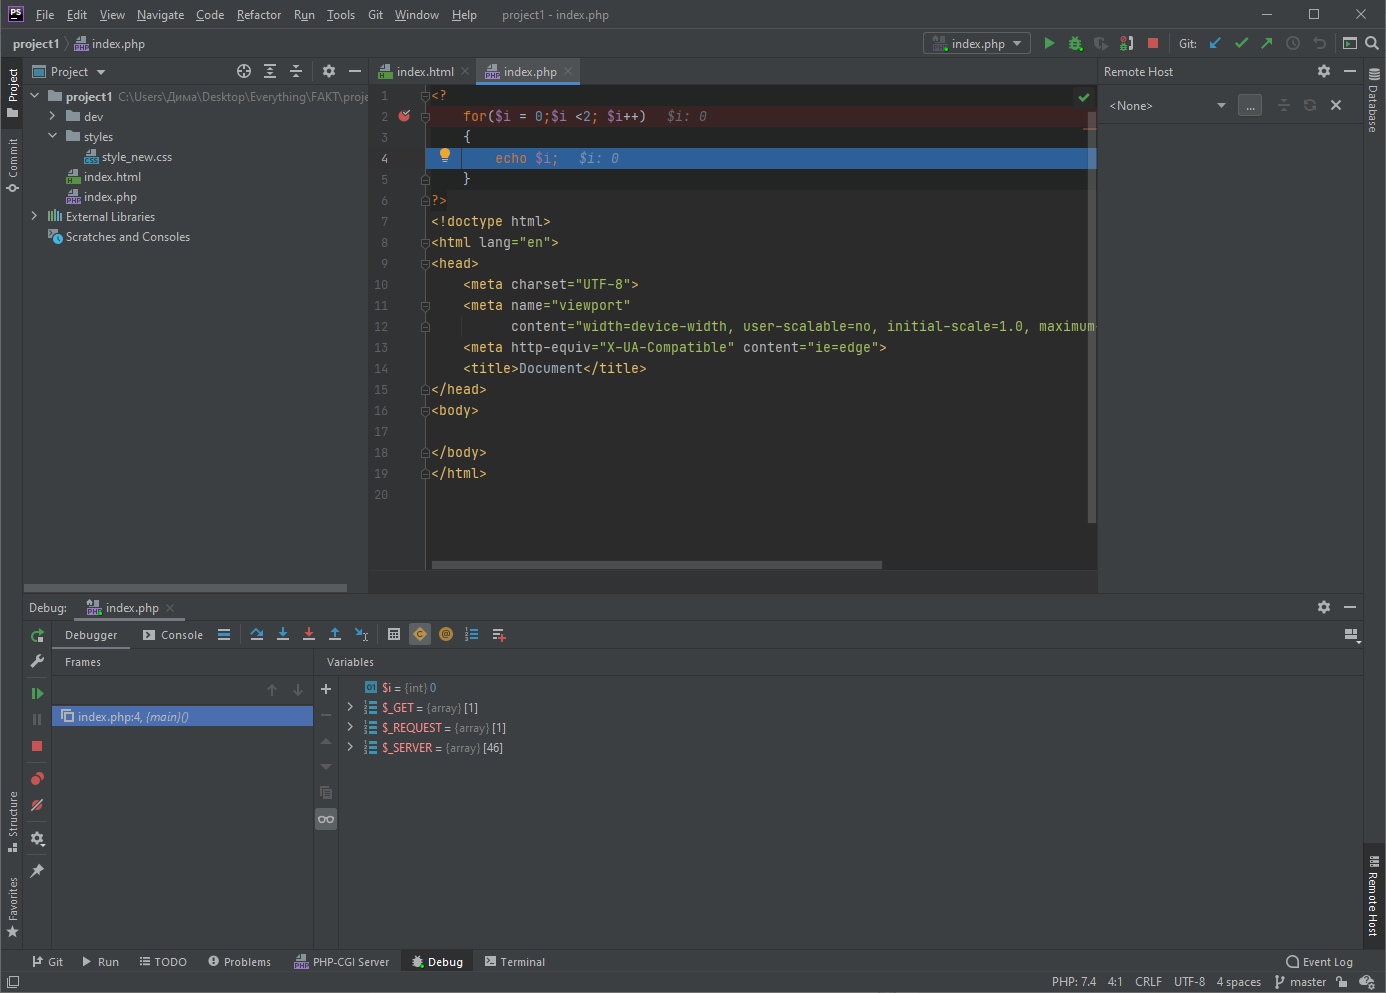 PS File Edit View Navigate Code Refactor Run Tools Git Window Help project1 - index.php
project1 index.php index.php Git:
Project
Commit
Structure
Favorites
Project
project1 C:\Users\Дима\Desktop\Everything\FAKT\proje
dev
styles
style_new.css
index.html
index.php
External Libraries
Scratches and Consoles
index.html index.php
1 <?
2 for($i = 0;$i <2; $i++) $i: 0
3 {
4 echo $i; $i: 0
5 }
6 ?>
7 <!doctype html>
8 <html lang="en">
9 <head>
10 <meta charset="UTF-8">
11 <meta name="viewport"
12 content="width=device-width, user-scalable=no, initial-scale=1.0, maximum-
13 <meta http-equiv="X-UA-Compatible" content="ie=edge">
14 <title>Document</title>
15 </head>
16 <body>
17
18 </body>
19 </html>
20
Remote Host
<None> ...
Database
Remote Host
Debug: index.php
Debugger Console
Frames
index.php:4, {main}()
Variables
$i = {int} 0
$_GET = {array} [1]
$_REQUEST = {array} [1]
$_SERVER = {array} [46]
Git Run TODO Problems PHP-CGI Server Debug Terminal Event Log
PHP: 7.4 4:1 CRLF UTF-8 4 spaces master